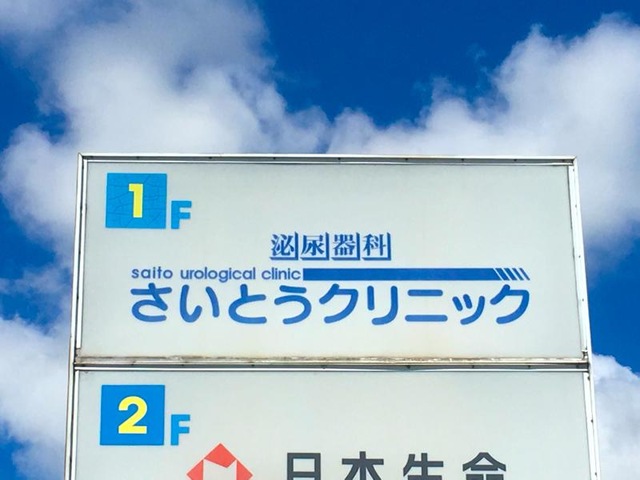 1F
泌尿器科
saito urological clinic
さいとうクリニック
2F
日本生命